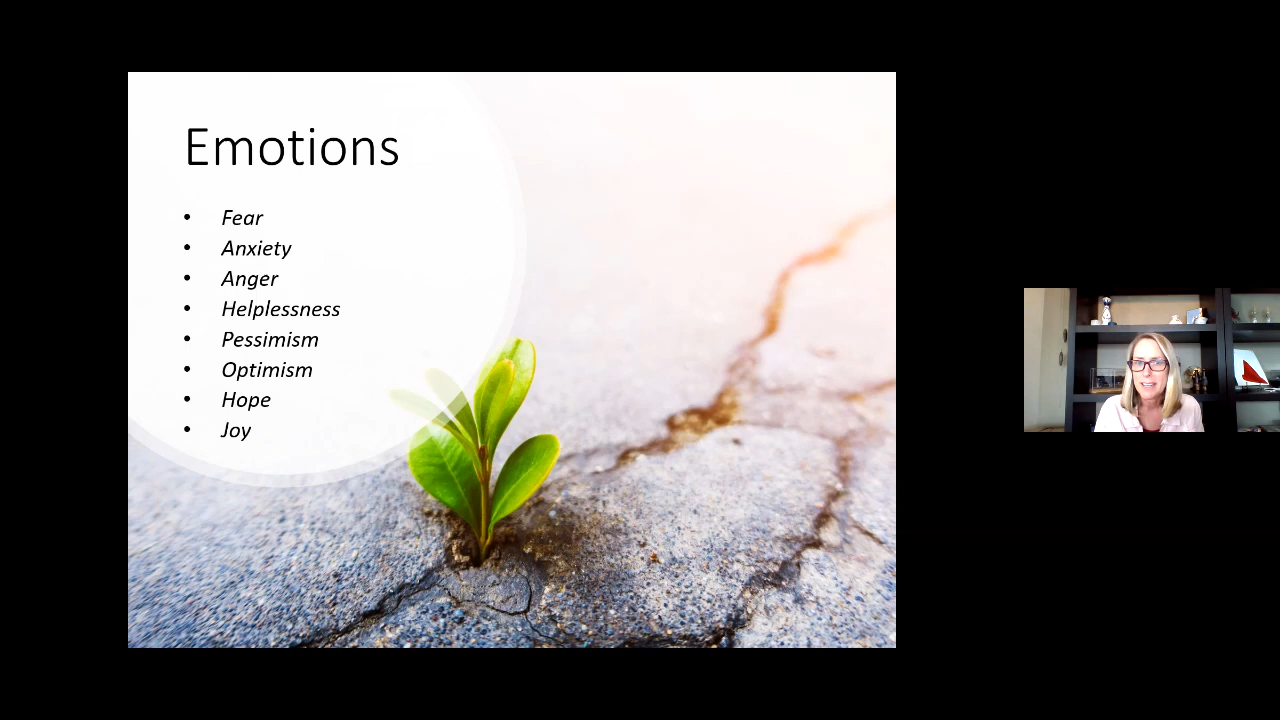 Emotions
• Fear
• Anxiety
• Anger
• Helplessness
• Pessimism
• Optimism
• Hope
• Joy